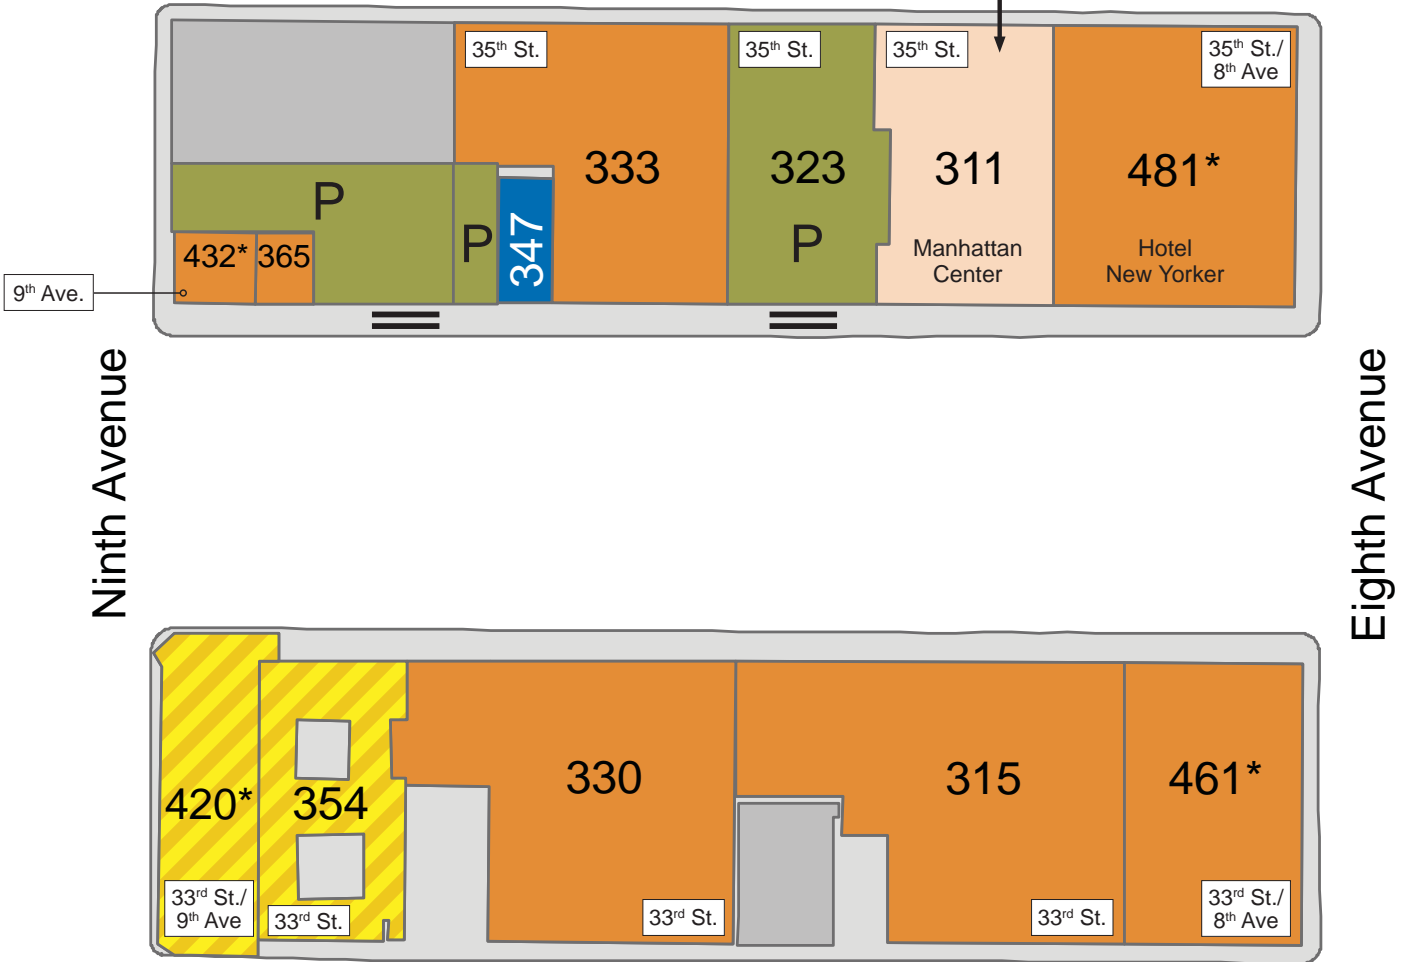 35th St.
35th St.
35th St.
35th St./
8th Ave
333
323
311
481*
P
P
P
347
432*
365
Manhattan
Center
Hotel
New Yorker
9th Ave.
Ninth Avenue
Eighth Avenue
420*
354
330
315
461*
33rd St./
9th Ave
33rd St.
33rd St.
33rd St.
33rd St./
8th Ave